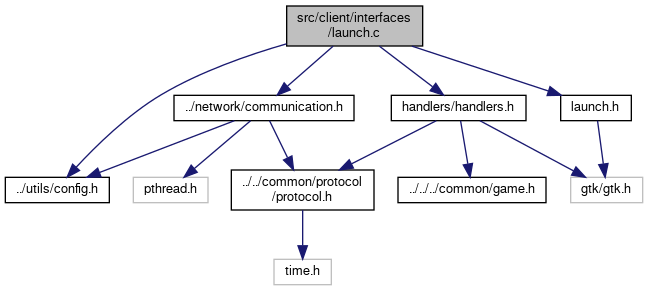 src/client/interfaces
/launch.c
../network/communication.h
handlers/handlers.h
launch.h
../utils/config.h
pthread.h
../../common/protocol
/protocol.h
../../../common/game.h
gtk/gtk.h
time.h